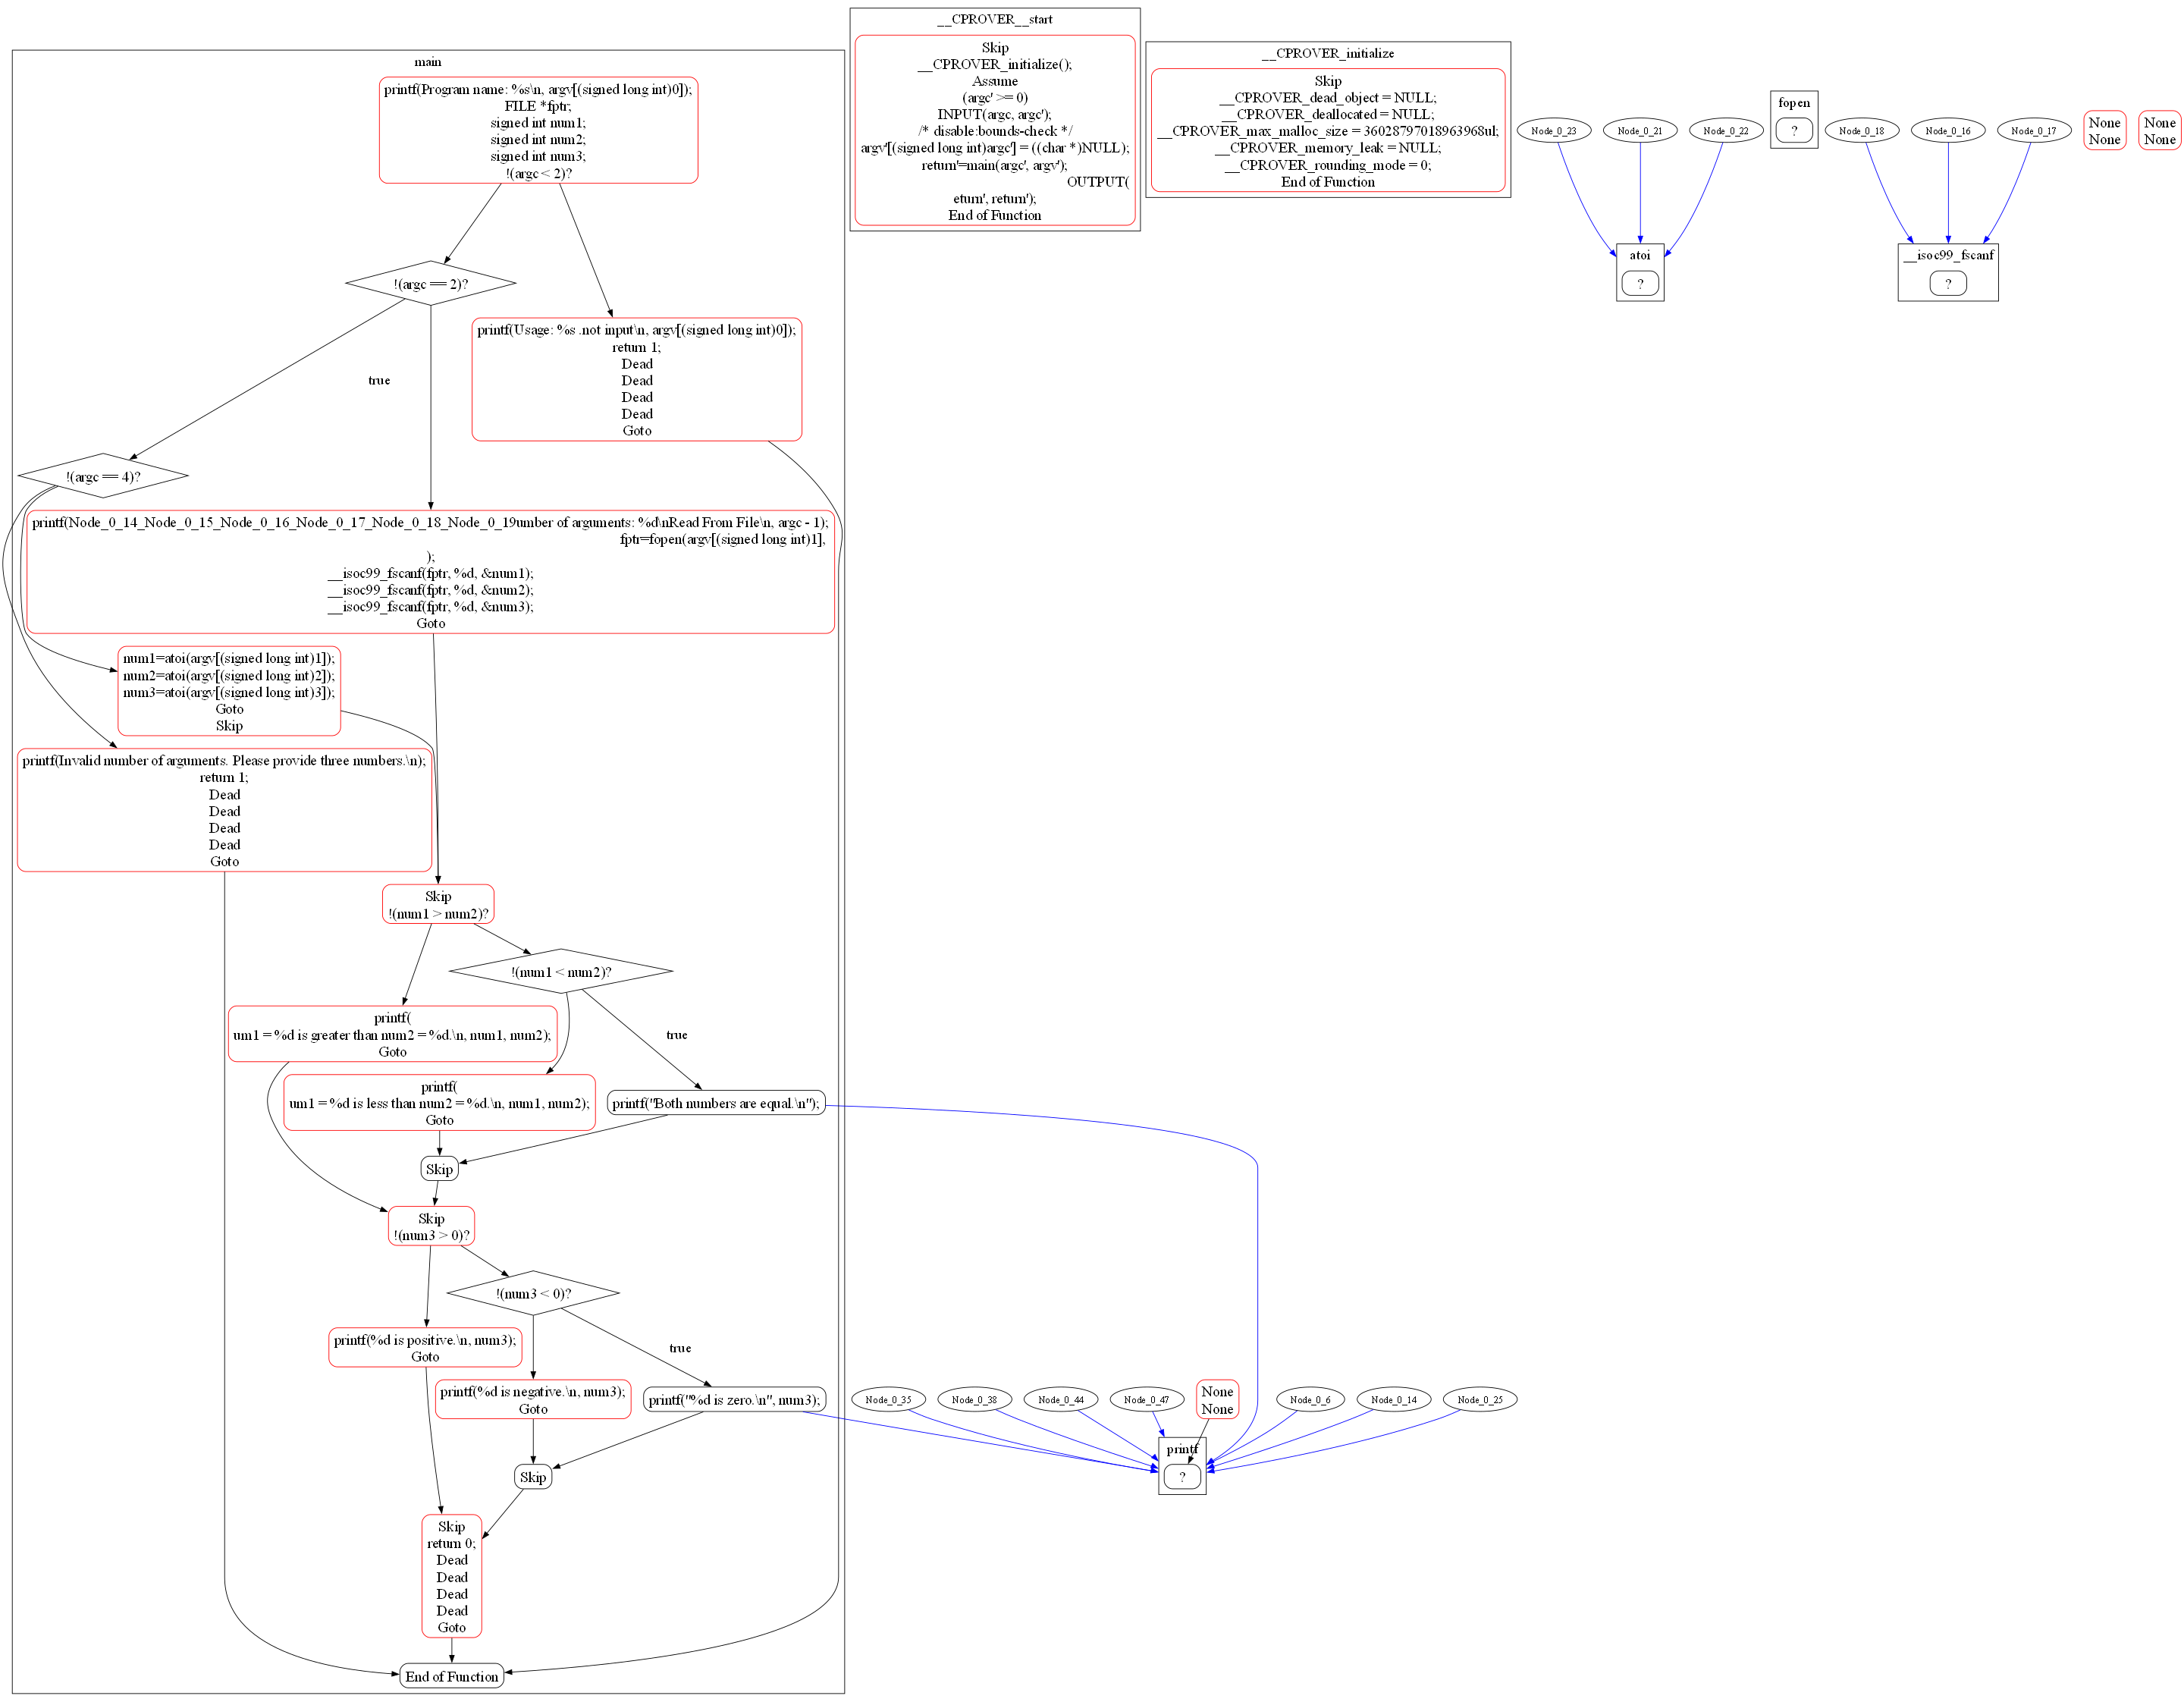 main
printf(Program name: %s\n, argv[(signed long int)0]);
FILE *fptr;
signed int num1;
signed int num2;
signed int num3;
!(argc < 2)?
!(argc == 2)?
printf(Usage: %s .not input\n, argv[(signed long int)0]);
return 1;
Dead
Dead
Dead
Dead
Goto
true
!(argc == 4)?
printf(Node_0_14_Node_0_15_Node_0_16_Node_0_17_Node_0_18_Node_0_19umber of arguments: %d\nRead From File\n, argc - 1);
fptr=fopen(argv[(signed long int)1],
);
__isoc99_fscanf(fptr, %d, &num1);
__isoc99_fscanf(fptr, %d, &num2);
__isoc99_fscanf(fptr, %d, &num3);
Goto
num1=atoi(argv[(signed long int)1]);
num2=atoi(argv[(signed long int)2]);
num3=atoi(argv[(signed long int)3]);
Goto
Skip
printf(Invalid number of arguments. Please provide three numbers.\n);
return 1;
Dead
Dead
Dead
Dead
Goto
Skip
!(num1 > num2)?
!(num1 < num2)?
printf(
um1 = %d is greater than num2 = %d.\n, num1, num2);
Goto
true
printf(
um1 = %d is less than num2 = %d.\n, num1, num2);
Goto
printf("Both numbers are equal.\n");
Skip
Skip
!(num3 > 0)?
!(num3 < 0)?
printf(%d is positive.\n, num3);
Goto
true
printf(%d is negative.\n, num3);
Goto
printf("%d is zero.\n", num3);
Skip
Skip
return 0;
Dead
Dead
Dead
Dead
Goto
End of Function
__CPROVER__start
Skip
__CPROVER_initialize();
Assume
(argc' >= 0)
INPUT(argc, argc');
/* disable:bounds-check */
argv'[(signed long int)argc'] = ((char *)NULL);
return'=main(argc', argv');
OUTPUT(
eturn', return');
End of Function
__CPROVER_initialize
Skip
__CPROVER_dead_object = NULL;
__CPROVER_deallocated = NULL;
__CPROVER_max_malloc_size = 36028797018963968ul;
__CPROVER_memory_leak = NULL;
__CPROVER_rounding_mode = 0;
End of Function
Node_0_23
Node_0_21
Node_0_22
atoi
?
fopen
?
Node_0_18
Node_0_16
Node_0_17
__isoc99_fscanf
?
None
None
None
None
Node_0_35
Node_0_38
Node_0_44
Node_0_47
None
None
Node_0_6
Node_0_14
Node_0_25
printf
?